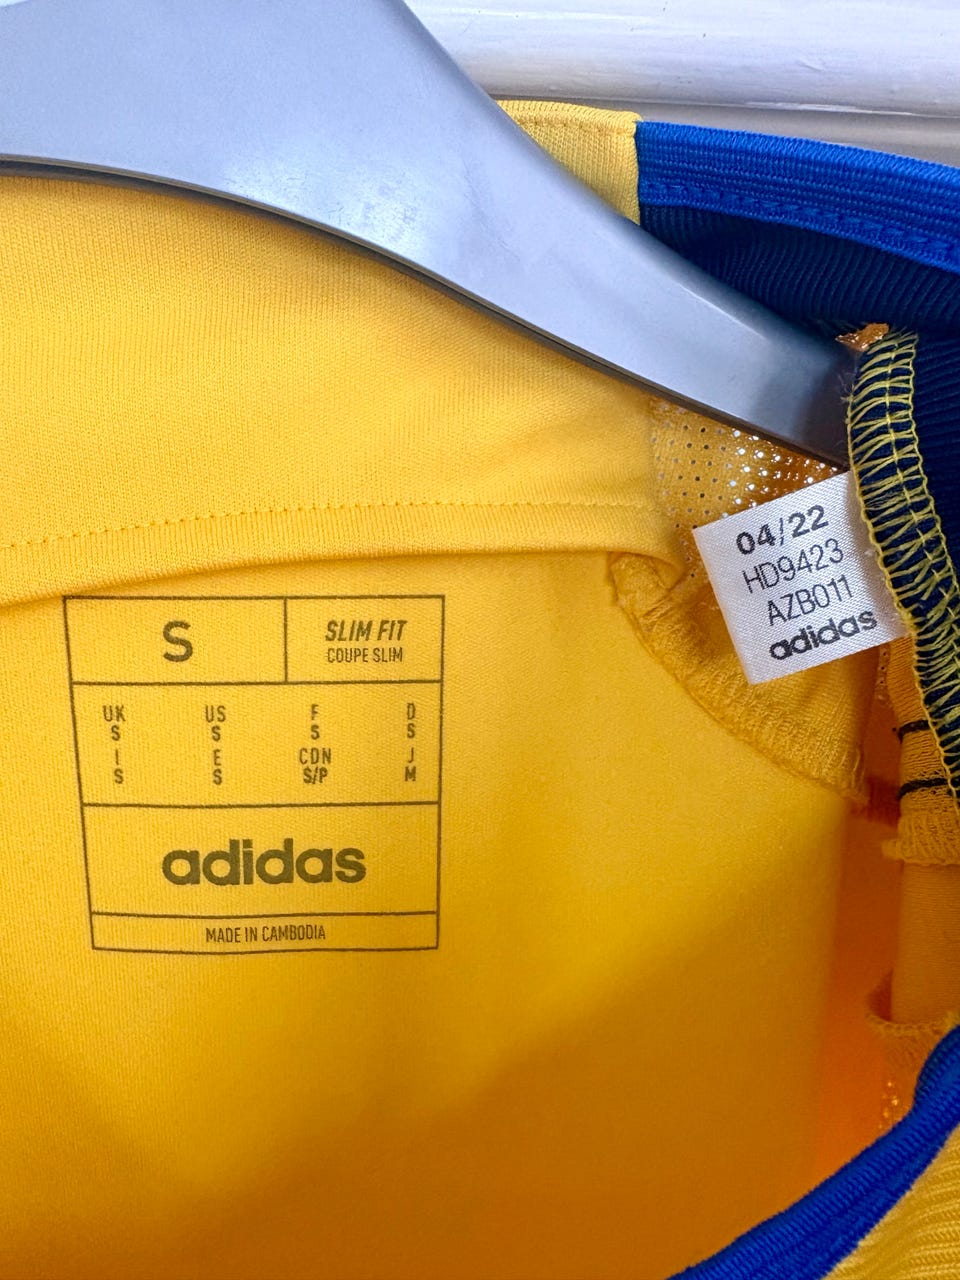 S
SLIM FIT
COUPE SLIM
UK US F D
S S S S
I E CDN J
S S S/P M
adidas
MADE IN CAMBODIA
04/22
HD9423
AZB011
adidas